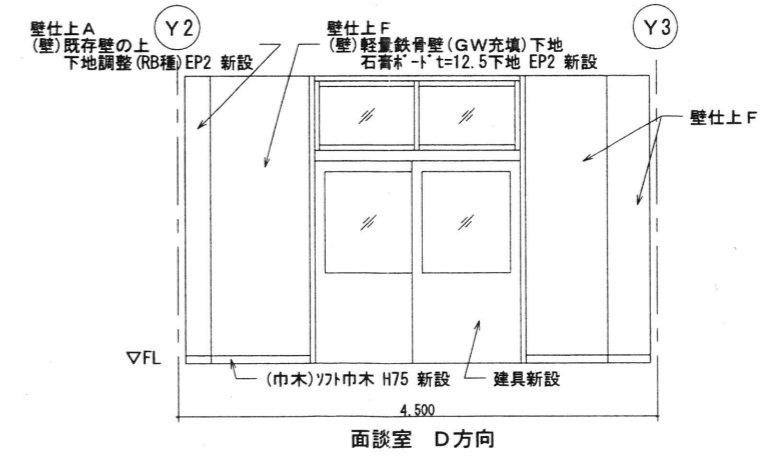 壁仕上A
(壁)既存壁の上
下地調整(RB種)EP2 新設
Y2
壁仕上F
(壁)軽量鉄骨壁(GW充填)下地
石膏ﾎﾞｰﾄﾞt=12.5下地 EP2 新設
Y3
壁仕上F
▽FL
(巾木)ｿﾌﾄ巾木 H75 新設
建具新設
4,500
面談室 D方向